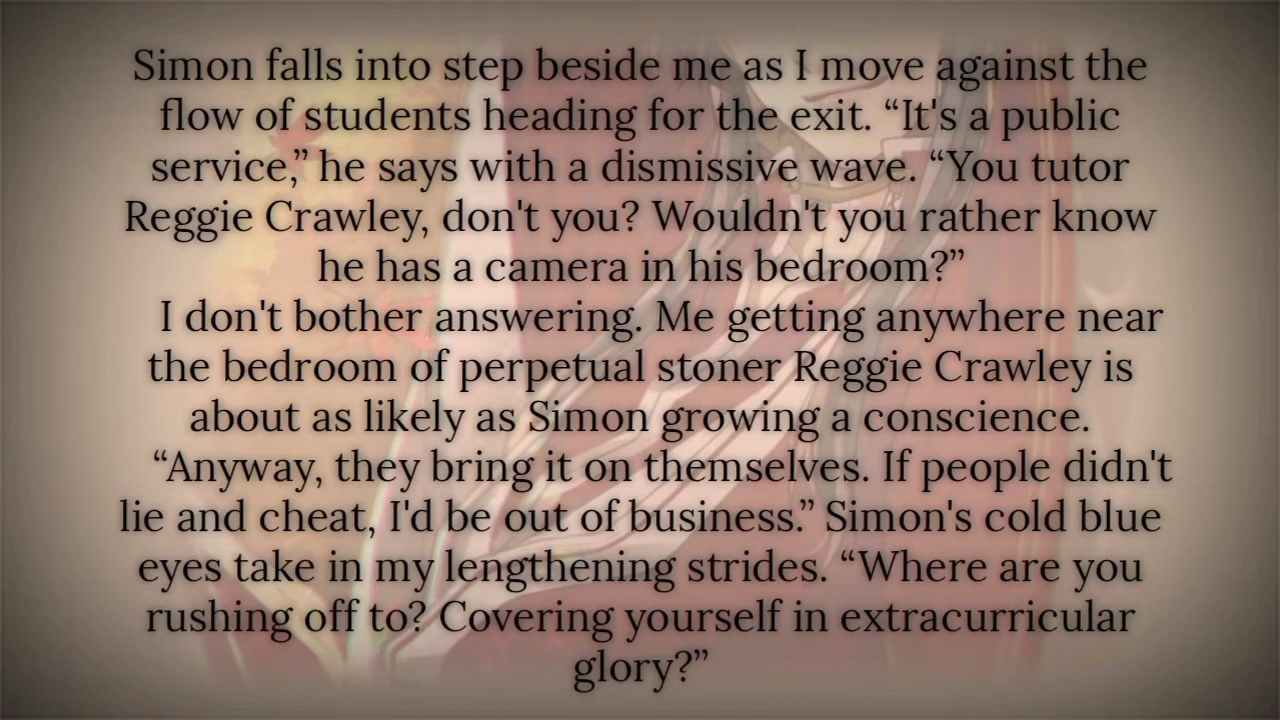 Simon falls into step beside me as I move against the
flow of students heading for the exit. “It's a public
service,” he says with a dismissive wave. “You tutor
Reggie Crawley, don't you? Wouldn't you rather know
he has a camera in his bedroom?”
I don't bother answering. Me getting anywhere near
the bedroom of perpetual stoner Reggie Crawley is
about as likely as Simon growing a conscience.
“Anyway, they bring it on themselves. If people didn't
lie and cheat, I'd be out of business.” Simon's cold blue
eyes take in my lengthening strides. “Where are you
rushing off to? Covering yourself in extracurricular
glory?”